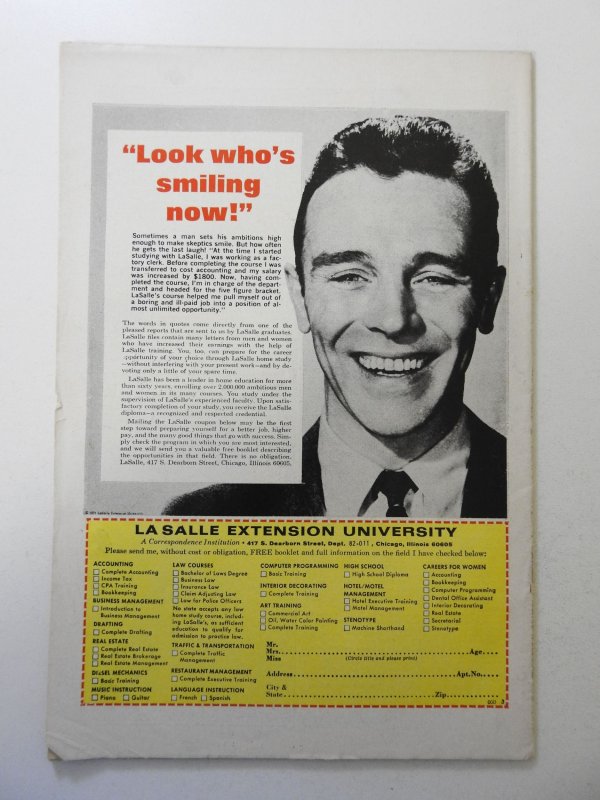 “Look who’s
smiling
now!”
Sometimes a man sets his ambitions high
enough to make skeptics smile. But how often
he gets the last laugh! “At the time I started
studying with LaSalle, I was working as a fac-
tory clerk. Before completing the course I was
transferred to cost accounting and my salary
was increased by $1800. Now, having com-
pleted the course, I’m in charge of the depart-
ment and headed for the five figure bracket.
LaSalle’s course helped me pull myself out of
a boring and ill-paid job into a position of al-
most unlimited opportunity.”
The words in quotes come directly from one of the
pleased reports that are sent to us by LaSalle graduates.
LaSalle files contain many letters from men and women
who have increased their earnings with the help of
LaSalle training. You, too, can prepare for the career
opportunity of your choice through LaSalle home study
—without interfering with your present work—and by de-
voting only a little of your spare time.
LaSalle has been a leader in home education for more
than sixty years, enrolling over 2,000,000 ambitious men
and women in its many courses. You study under the
supervision of LaSalle’s experienced faculty. Upon satis-
factory completion of your study, you receive the LaSalle
diploma—a recognized and respected credential.
Mailing the LaSalle coupon below may be the first
step toward preparing yourself for a better job, higher
pay, and the many good things that go with success. Sim-
ply check the program in which you are most interested,
and we will send you a valuable free booklet describing
the opportunities in that field. There is no obligation.
LaSalle, 417 S. Dearborn Street, Chicago, Illinois 60605.
© 1971 LaSalle Extension University
LA SALLE EXTENSION UNIVERSITY
A Correspondence Institution • 417 S. Dearborn Street, Dept. 82-011, Chicago, Illinois 60605
Please send me, without cost or obligation, FREE booklet and full information on the field I have checked below:
ACCOUNTING
Complete Accounting
Income Tax
CPA Training
Bookkeeping
BUSINESS MANAGEMENT
Introduction to
Business Management
DRAFTING
Complete Drafting
REAL ESTATE
Complete Real Estate
Real Estate Brokerage
Real Estate Management
DIESEL MECHANICS
Basic Training
MUSIC INSTRUCTION
Piano Guitar
LAW COURSES
Bachelor of Laws Degree
Business Law
Insurance Law
Claim Adjusting Law
Law for Police Officers
No state accepts any law
home study course, includ-
ing LaSalle’s, as sufficient
education to qualify for
admission to practice law.
TRAFFIC & TRANSPORTATION
Complete Traffic
Management
RESTAURANT MANAGEMENT
Complete Executive Training
LANGUAGE INSTRUCTION
French Spanish
COMPUTER PROGRAMMING
Basic Training
INTERIOR DECORATING
Complete Training
ART TRAINING
Commercial Art
Oil, Water Color Painting
Complete Training
HIGH SCHOOL
High School Diploma
HOTEL/MOTEL
MANAGEMENT
Hotel Executive Training
Motel Management
STENOTYPE
Machine Shorthand
CAREERS FOR WOMEN
Accounting
Bookkeeping
Computer Programming
Dental Office Assistant
Interior Decorating
Real Estate
Secretarial
Stenotype
Mr.
Mrs. Age
Miss (Circle title and please print)
Address Apt.No.
City &
State Zip
3